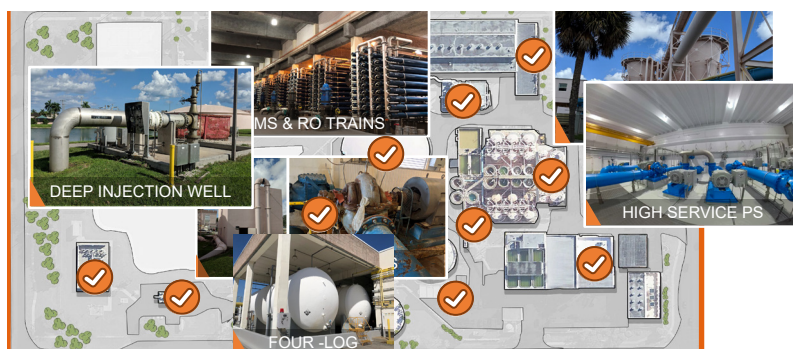 MS & RO TRAINS
DEEP INJECTION WELL
HIGH SERVICE PS
S
FOUR -LOG